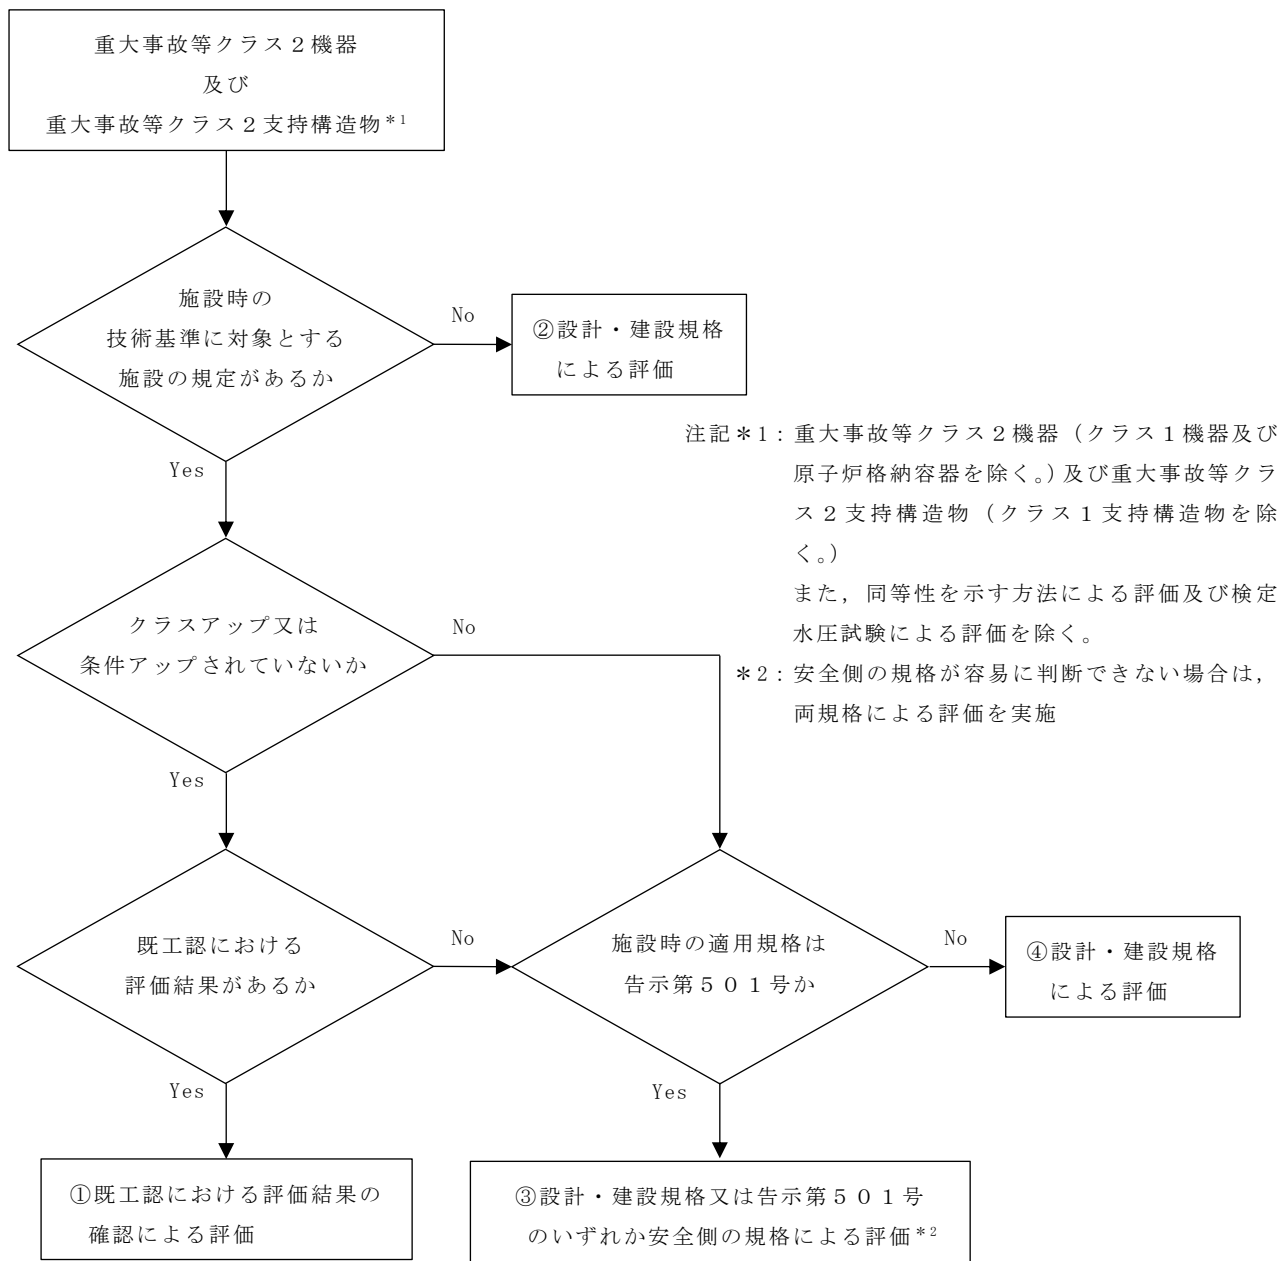 重大事故等クラス２機器
及び
重大事故等クラス２支持構造物＊1
施設時の
技術基準に対象とする
施設の規定があるか
No
②設計・建設規格
による評価
Yes
注記＊1：重大事故等クラス２機器（クラス１機器及び
原子炉格納容器を除く。）及び重大事故等クラ
ス２支持構造物（クラス１支持構造物を除
く。）
また，同等性を示す方法による評価及び検定
水圧試験による評価を除く。
＊2：安全側の規格が容易に判断できない場合は，
両規格による評価を実施
クラスアップ又は
条件アップされていないか
No
Yes
既工認における
評価結果があるか
No
施設時の適用規格は
告示第５０１号か
No
④設計・建設規格
による評価
Yes
Yes
①既工認における評価結果の
確認による評価
③設計・建設規格又は告示第５０１号
のいずれか安全側の規格による評価＊2